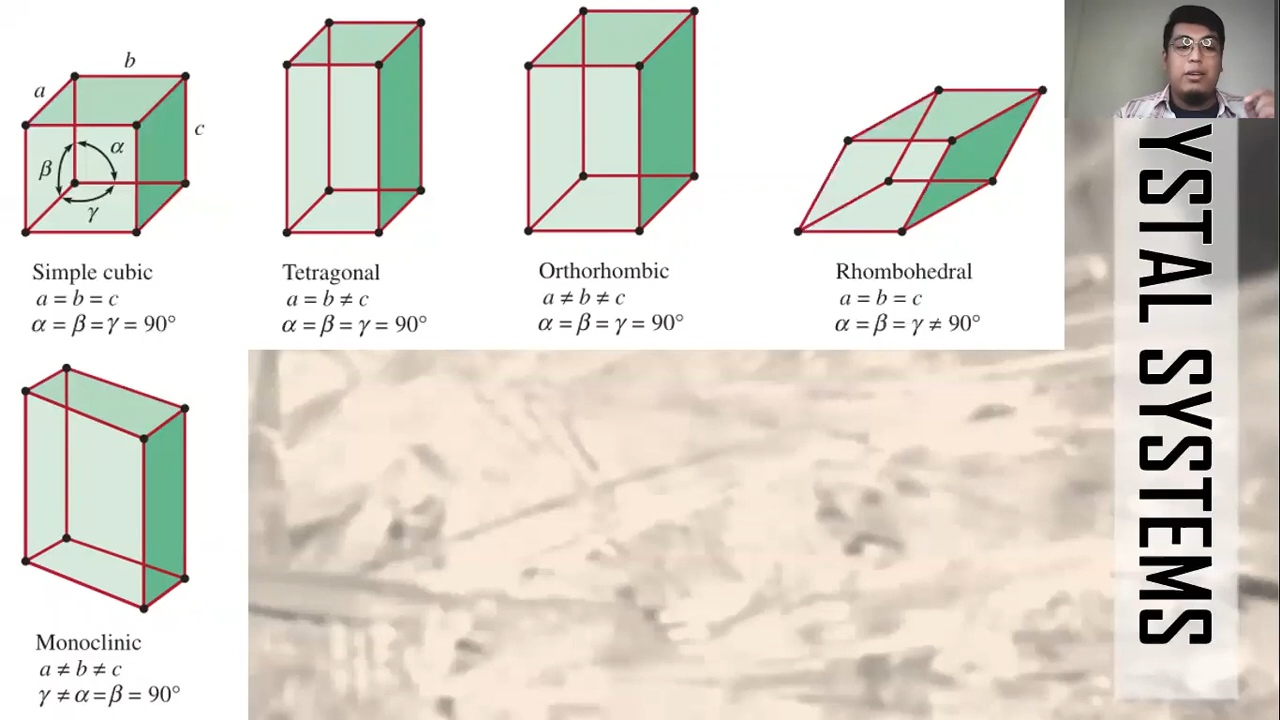 b
a
c
α
β
γ
Simple cubic
a = b = c
α = β = γ = 90°
Tetragonal
a = b ≠ c
α = β = γ = 90°
Orthorhombic
a ≠ b ≠ c
α = β = γ = 90°
Rhombohedral
a = b = c
α = β = γ ≠ 90°
Monoclinic
a ≠ b ≠ c
γ ≠ α = β = 90°
YSTAL SYSTEMS